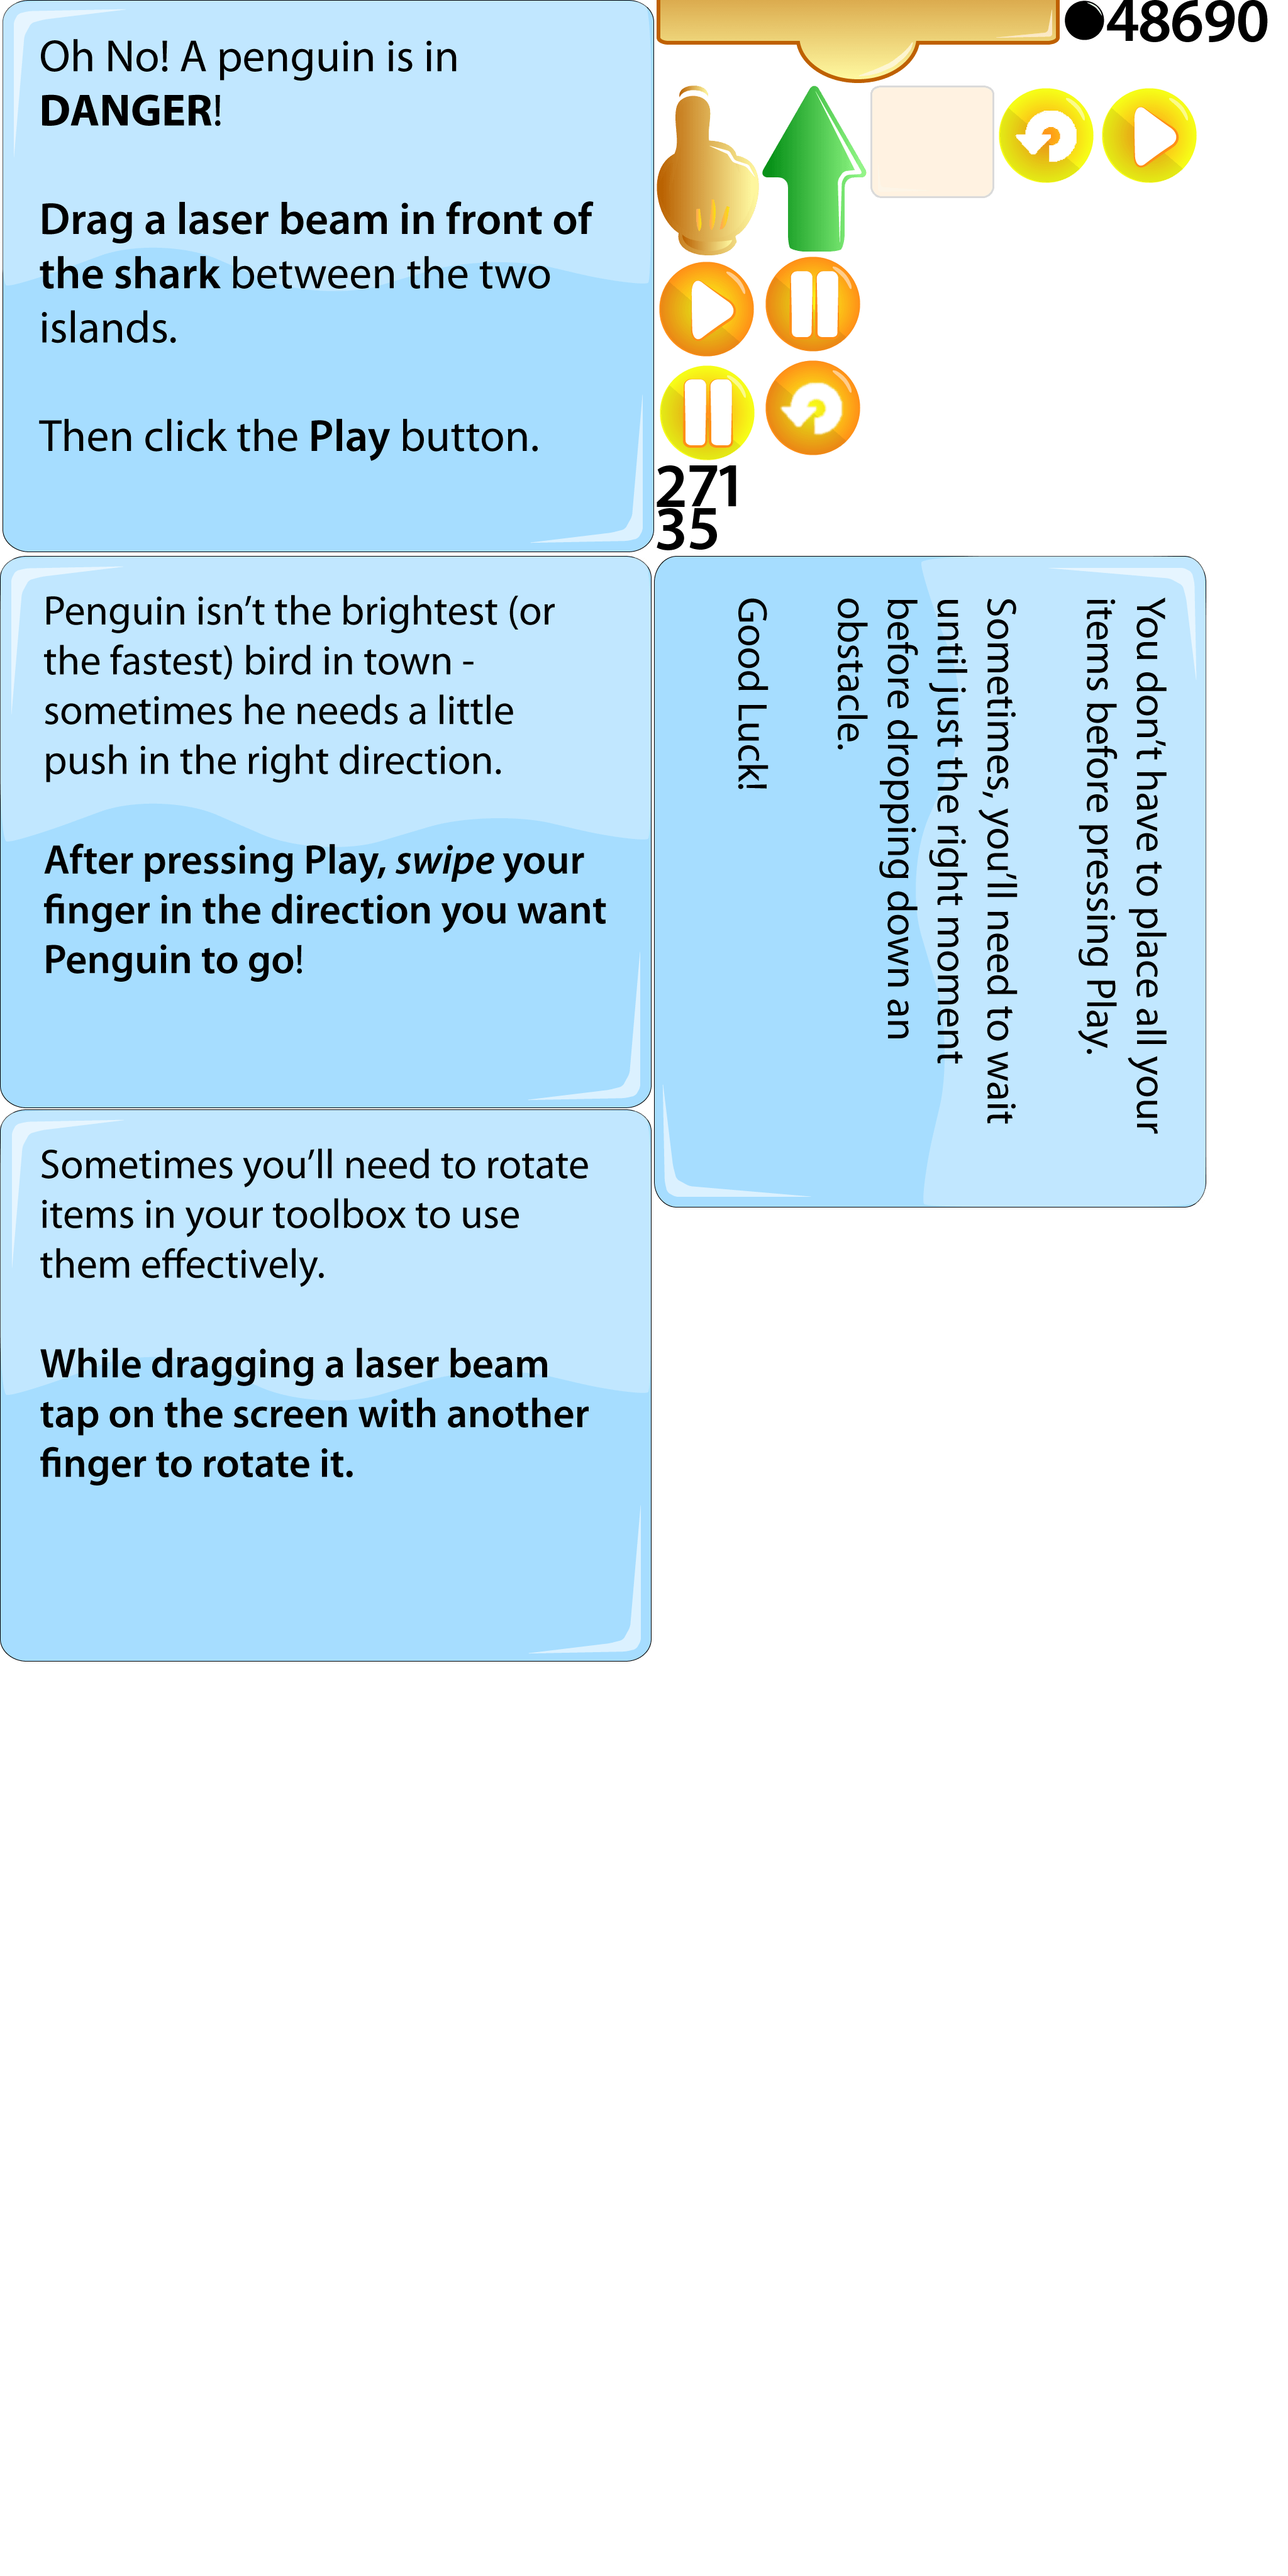 Oh No! A penguin is in
DANGER!
Drag a laser beam in front of
the shark between the two
islands.
Then click the Play button.
48690
271
35
Penguin isn’t the brightest (or
the fastest) bird in town -
sometimes he needs a little
push in the right direction.
After pressing Play, swipe your
finger in the direction you want
Penguin to go!
You don’t have to place all your
items before pressing Play.
Sometimes, you’ll need to wait
until just the right moment
before dropping down an
obstacle.
Good Luck!
Sometimes you’ll need to rotate
items in your toolbox to use
them effectively.
While dragging a laser beam
tap on the screen with another
finger to rotate it.